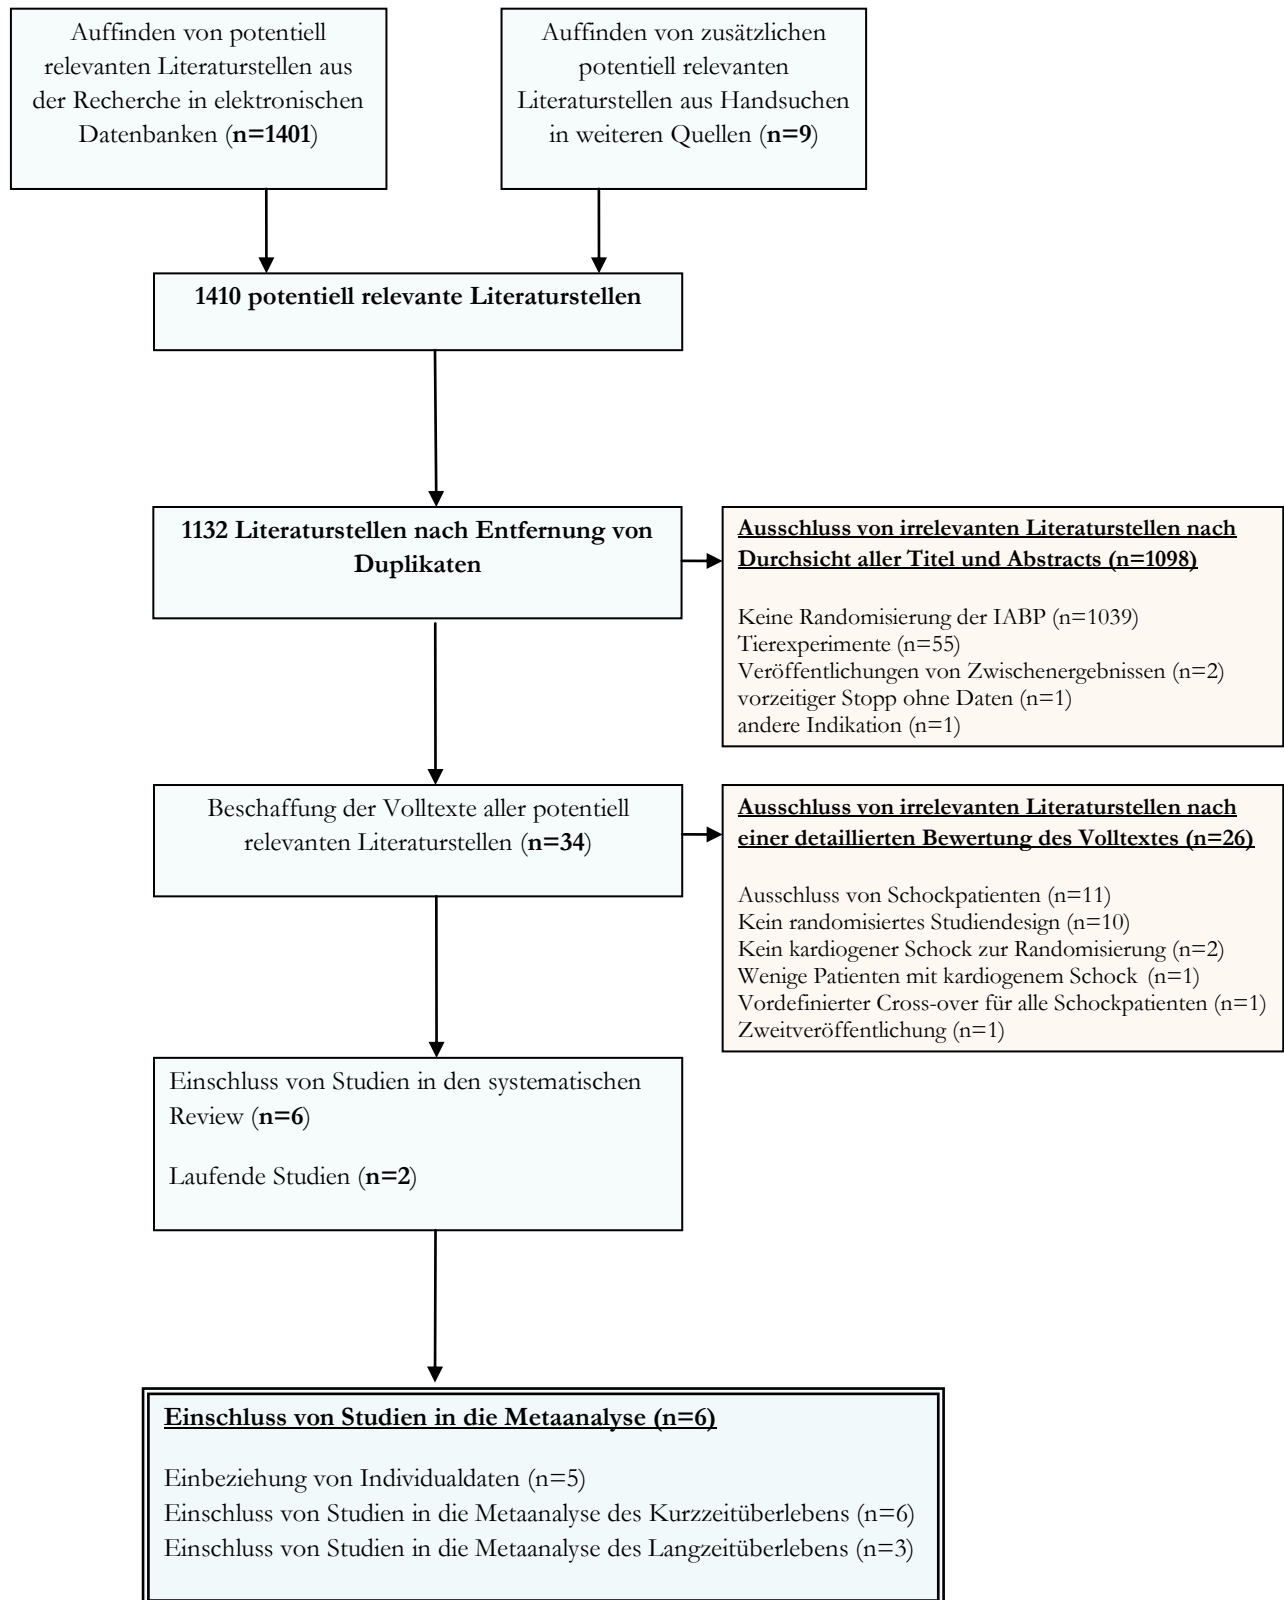 Auffinden von potentiell
relevanten Literaturstellen aus
der Recherche in elektronischen
Datenbanken (n=1401)
Auffinden von zusätzlichen
potentiell relevanten
Literaturstellen aus Handsuchen
in weiteren Quellen (n=9)
1410 potentiell relevante Literaturstellen
1132 Literaturstellen nach Entfernung von
Duplikaten
Ausschluss von irrelevanten Literaturstellen nach
Durchsicht aller Titel und Abstracts (n=1098)
Keine Randomisierung der IABP (n=1039)
Tierexperimente (n=55)
Veröffentlichungen von Zwischenergebnissen (n=2)
vorzeitiger Stopp ohne Daten (n=1)
andere Indikation (n=1)
Beschaffung der Volltexte aller potentiell
relevanten Literaturstellen (n=34)
Ausschluss von irrelevanten Literaturstellen nach
einer detaillierten Bewertung des Volltextes (n=26)
Ausschluss von Schockpatienten (n=11)
Kein randomisiertes Studiendesign (n=10)
Kein kardiogener Schock zur Randomisierung (n=2)
Wenige Patienten mit kardiogenem Schock (n=1)
Vordefinierter Cross-over für alle Schockpatienten (n=1)
Zweitveröffentlichung (n=1)
Einschluss von Studien in den systematischen
Review (n=6)
Laufende Studien (n=2)
Einschluss von Studien in die Metaanalyse (n=6)
Einbeziehung von Individualdaten (n=5)
Einschluss von Studien in die Metaanalyse des Kurzzeitüberlebens (n=6)
Einschluss von Studien in die Metaanalyse des Langzeitüberlebens (n=3)